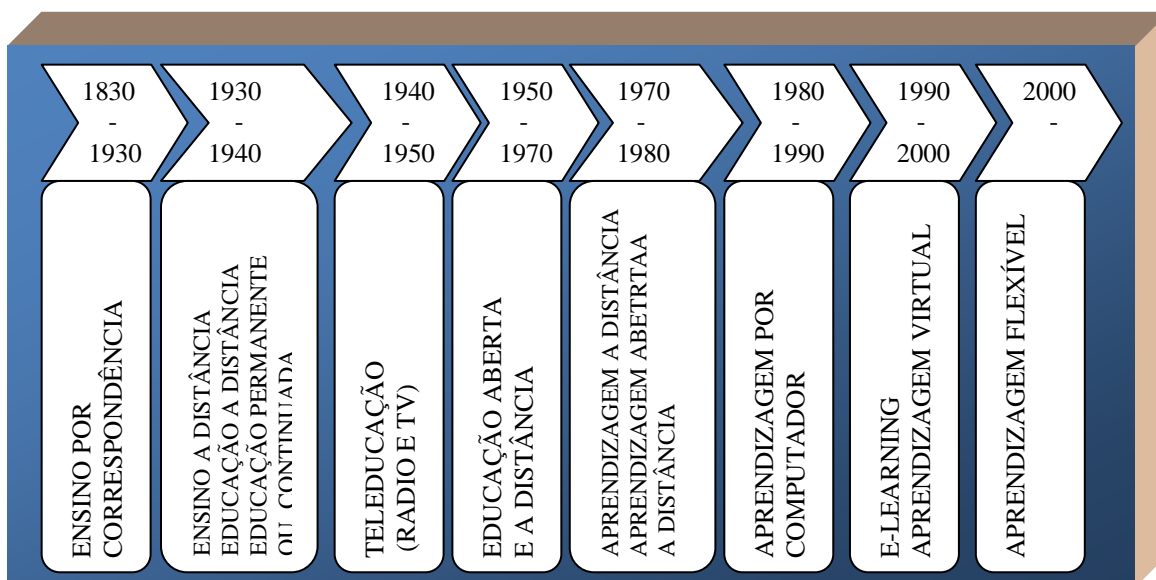 1830
-
1930
1930
-
1940
1940
-
1950
1950
-
1970
1970
-
1980
1980
-
1990
1990
-
2000
2000
-
ENSINO POR
CORRESPONDÊNCIA
ENSINO A DISTÂNCIA
EDUCAÇÃO A DISTÂNCIA
EDUCAÇÃO PERMANENTE
OU CONTINUADA
TELEDUCAÇÃO
(RADIO E TV)
EDUCAÇÃO ABERTA
E A DISTÂNCIA
APRENDIZAGEM A DISTÂNCIA
APRENDIZAGEM ABETRTAA
A DISTÂNCIA
APRENDIZAGEM POR
COMPUTADOR
E-LEARNING
APRENDIZAGEM VIRTUAL
APRENDIZAGEM FLEXÍVEL